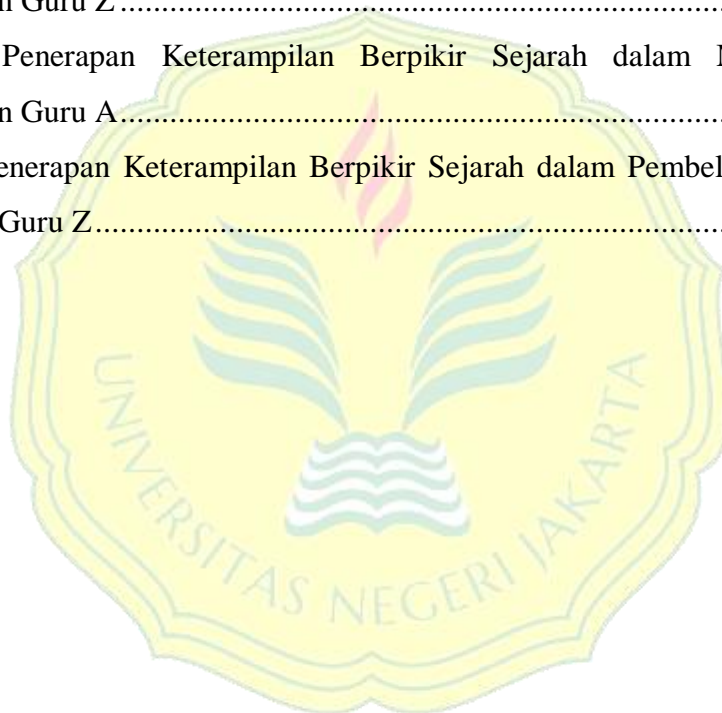 n Guru Z...........................................................................................
Penerapan Keterampilan Berpikir Sejarah dalam
n Guru A...........................................................................................
enerapan Keterampilan Berpikir Sejarah dalam Pembel
Guru Z...............................................................................................
UNIVERSITAS NEGERI JAKARTA